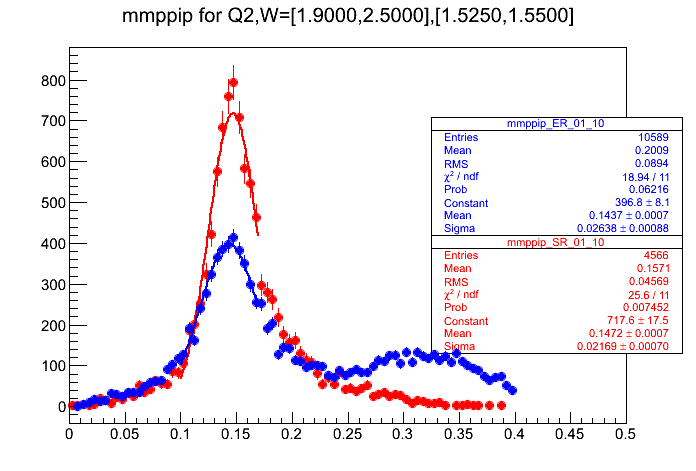 mmppip for Q2,W=[1.9000,2.5000],[1.5250,1.5500]
800
700
600
500
400
300
200
100
0
0 0.05 0.1 0.15 0.2 0.25 0.3 0.35 0.4 0.45 0.5
mmppip_ER_01_10
Entries 10589
Mean 0.2009
RMS 0.0894
χ² / ndf 18.94 / 11
Prob 0.06216
Constant 396.8 ± 8.1
Mean 0.1437 ± 0.0007
Sigma 0.02638 ± 0.00088
mmppip_SR_01_10
Entries 4566
Mean 0.1571
RMS 0.04569
χ² / ndf 25.6 / 11
Prob 0.007452
Constant 717.6 ± 17.5
Mean 0.1472 ± 0.0007
Sigma 0.02169 ± 0.00070